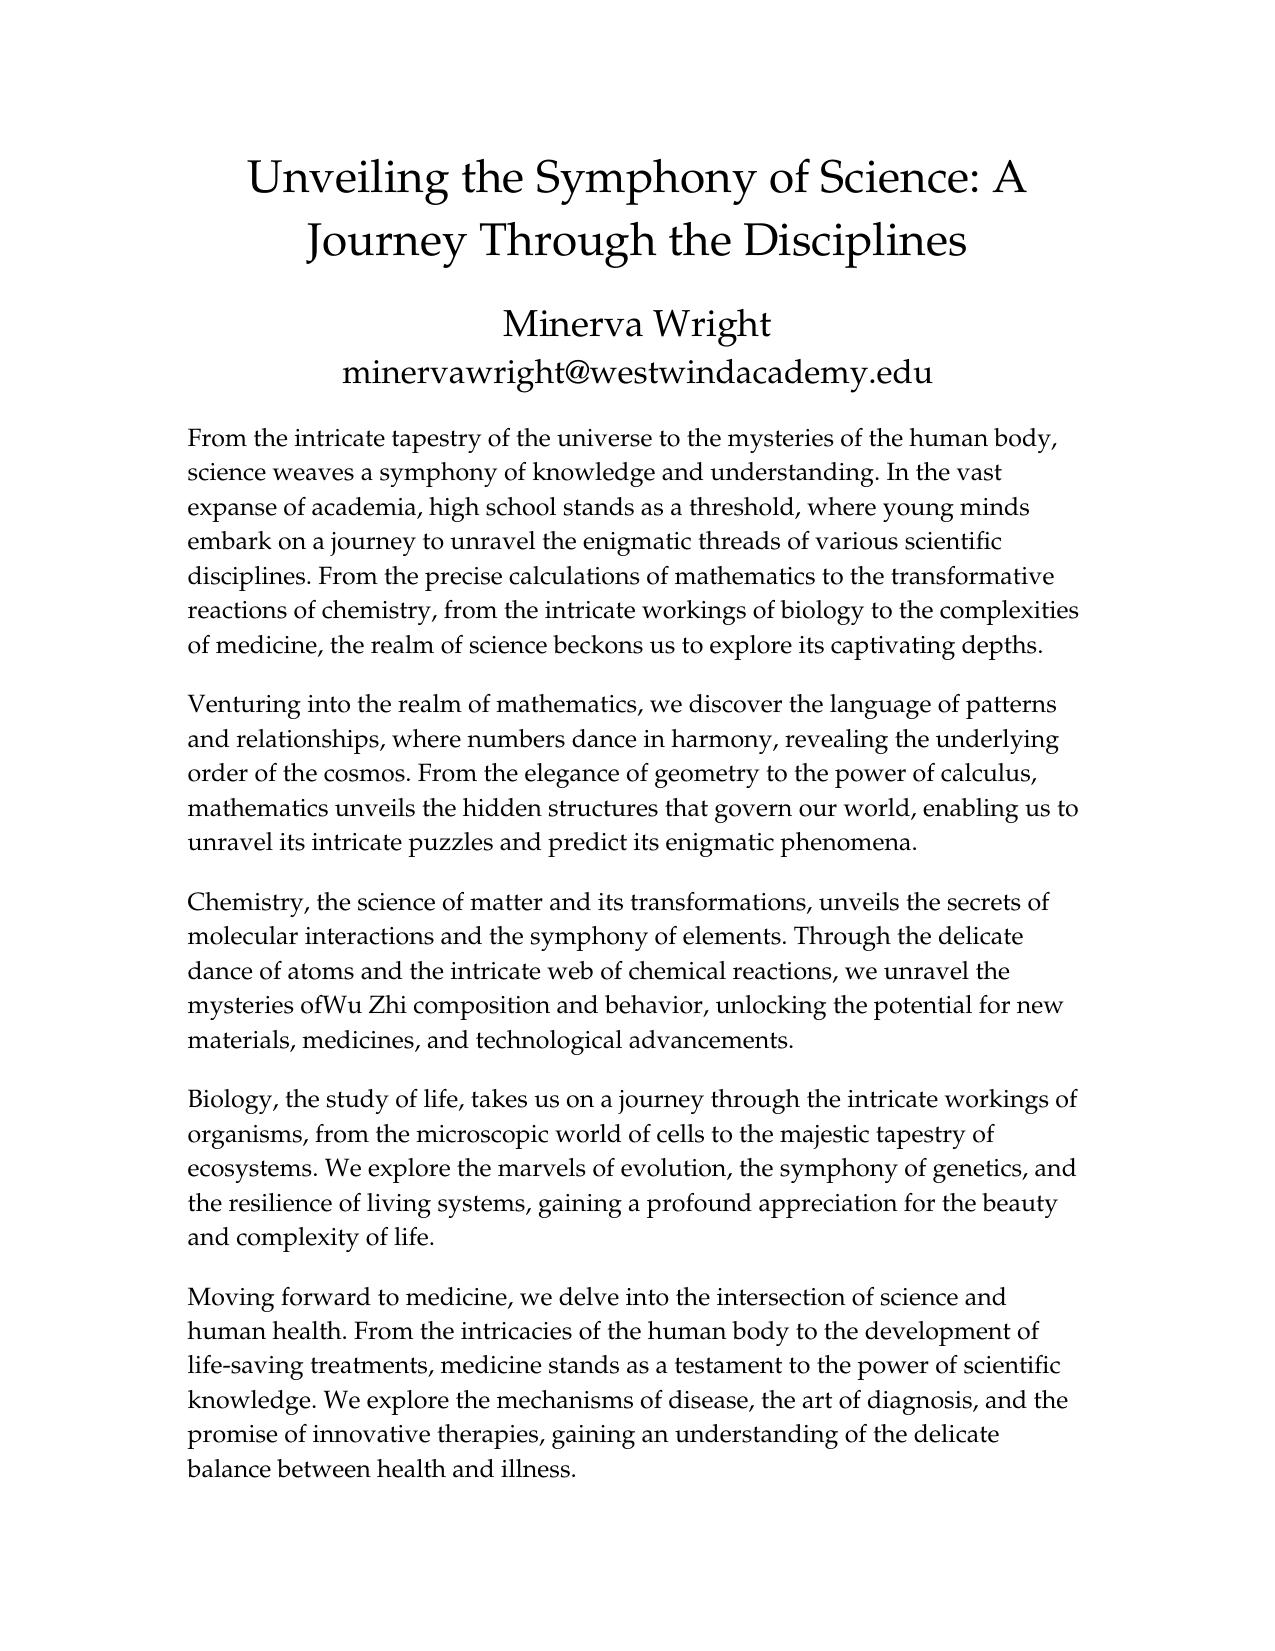 Unveiling the Symphony of Science: A
Journey Through the Disciplines
Minerva Wright
minervawright@westwindacademy.edu
From the intricate tapestry of the universe to the mysteries of the human body,
science weaves a symphony of knowledge and understanding. In the vast
expanse of academia, high school stands as a threshold, where young minds
embark on a journey to unravel the enigmatic threads of various scientific
disciplines. From the precise calculations of mathematics to the transformative
reactions of chemistry, from the intricate workings of biology to the complexities
of medicine, the realm of science beckons us to explore its captivating depths.
Venturing into the realm of mathematics, we discover the language of patterns
and relationships, where numbers dance in harmony, revealing the underlying
order of the cosmos. From the elegance of geometry to the power of calculus,
mathematics unveils the hidden structures that govern our world, enabling us to
unravel its intricate puzzles and predict its enigmatic phenomena.
Chemistry, the science of matter and its transformations, unveils the secrets of
molecular interactions and the symphony of elements. Through the delicate
dance of atoms and the intricate web of chemical reactions, we unravel the
mysteries ofWu Zhi composition and behavior, unlocking the potential for new
materials, medicines, and technological advancements.
Biology, the study of life, takes us on a journey through the intricate workings of
organisms, from the microscopic world of cells to the majestic tapestry of
ecosystems. We explore the marvels of evolution, the symphony of genetics, and
the resilience of living systems, gaining a profound appreciation for the beauty
and complexity of life.
Moving forward to medicine, we delve into the intersection of science and
human health. From the intricacies of the human body to the development of
life-saving treatments, medicine stands as a testament to the power of scientific
knowledge. We explore the mechanisms of disease, the art of diagnosis, and the
promise of innovative therapies, gaining an understanding of the delicate
balance between health and illness.